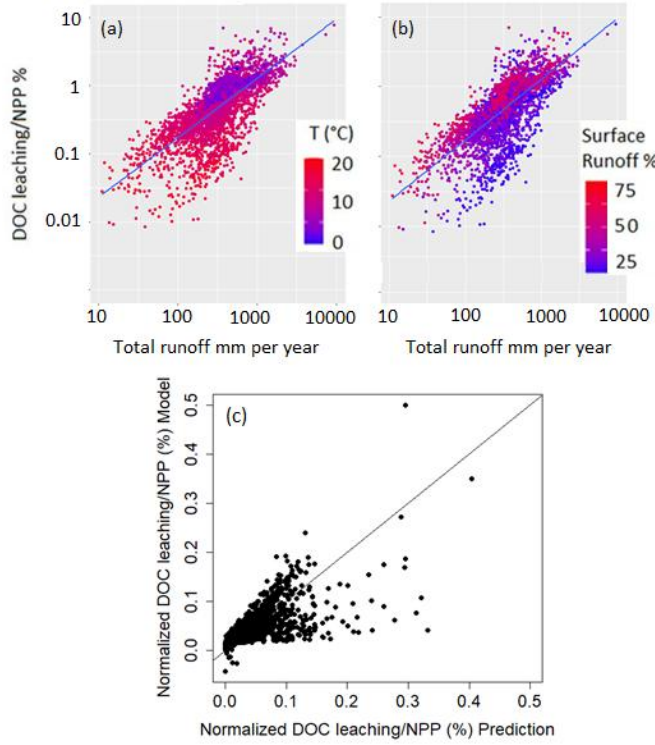 (a)
(b)
10
1
0.1
0.01
DOC leaching/NPP %
T (°C)
20
10
0
Surface
Runoff %
75
50
25
10 100 1000 10000
10 100 1000 10000
Total runoff mm per year
Total runoff mm per year
(c)
0.5
0.4
0.3
0.2
0.1
0.0
Normalized DOC leaching/NPP (%) Model
0.0 0.1 0.2 0.3 0.4 0.5
Normalized DOC leaching/NPP (%) Prediction